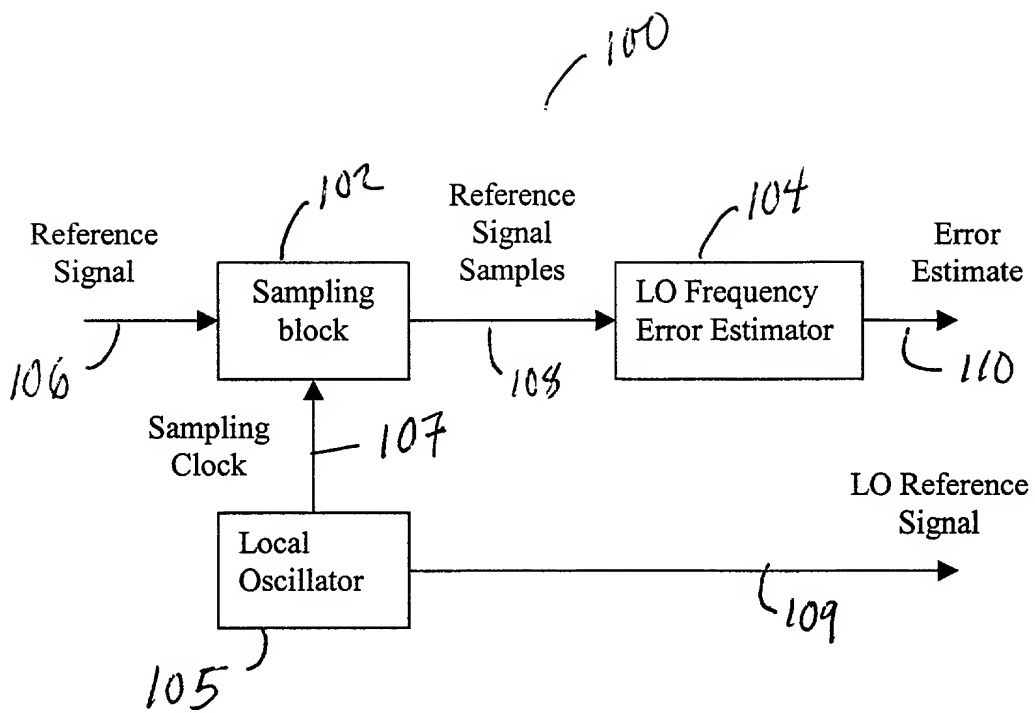 100
102
Reference
Signal
Sampling
block
Reference
Signal
Samples
104
LO Frequency
Error Estimator
Error
Estimate
106
108
110
Sampling
Clock
107
LO Reference
Signal
Local
Oscillator
109
105